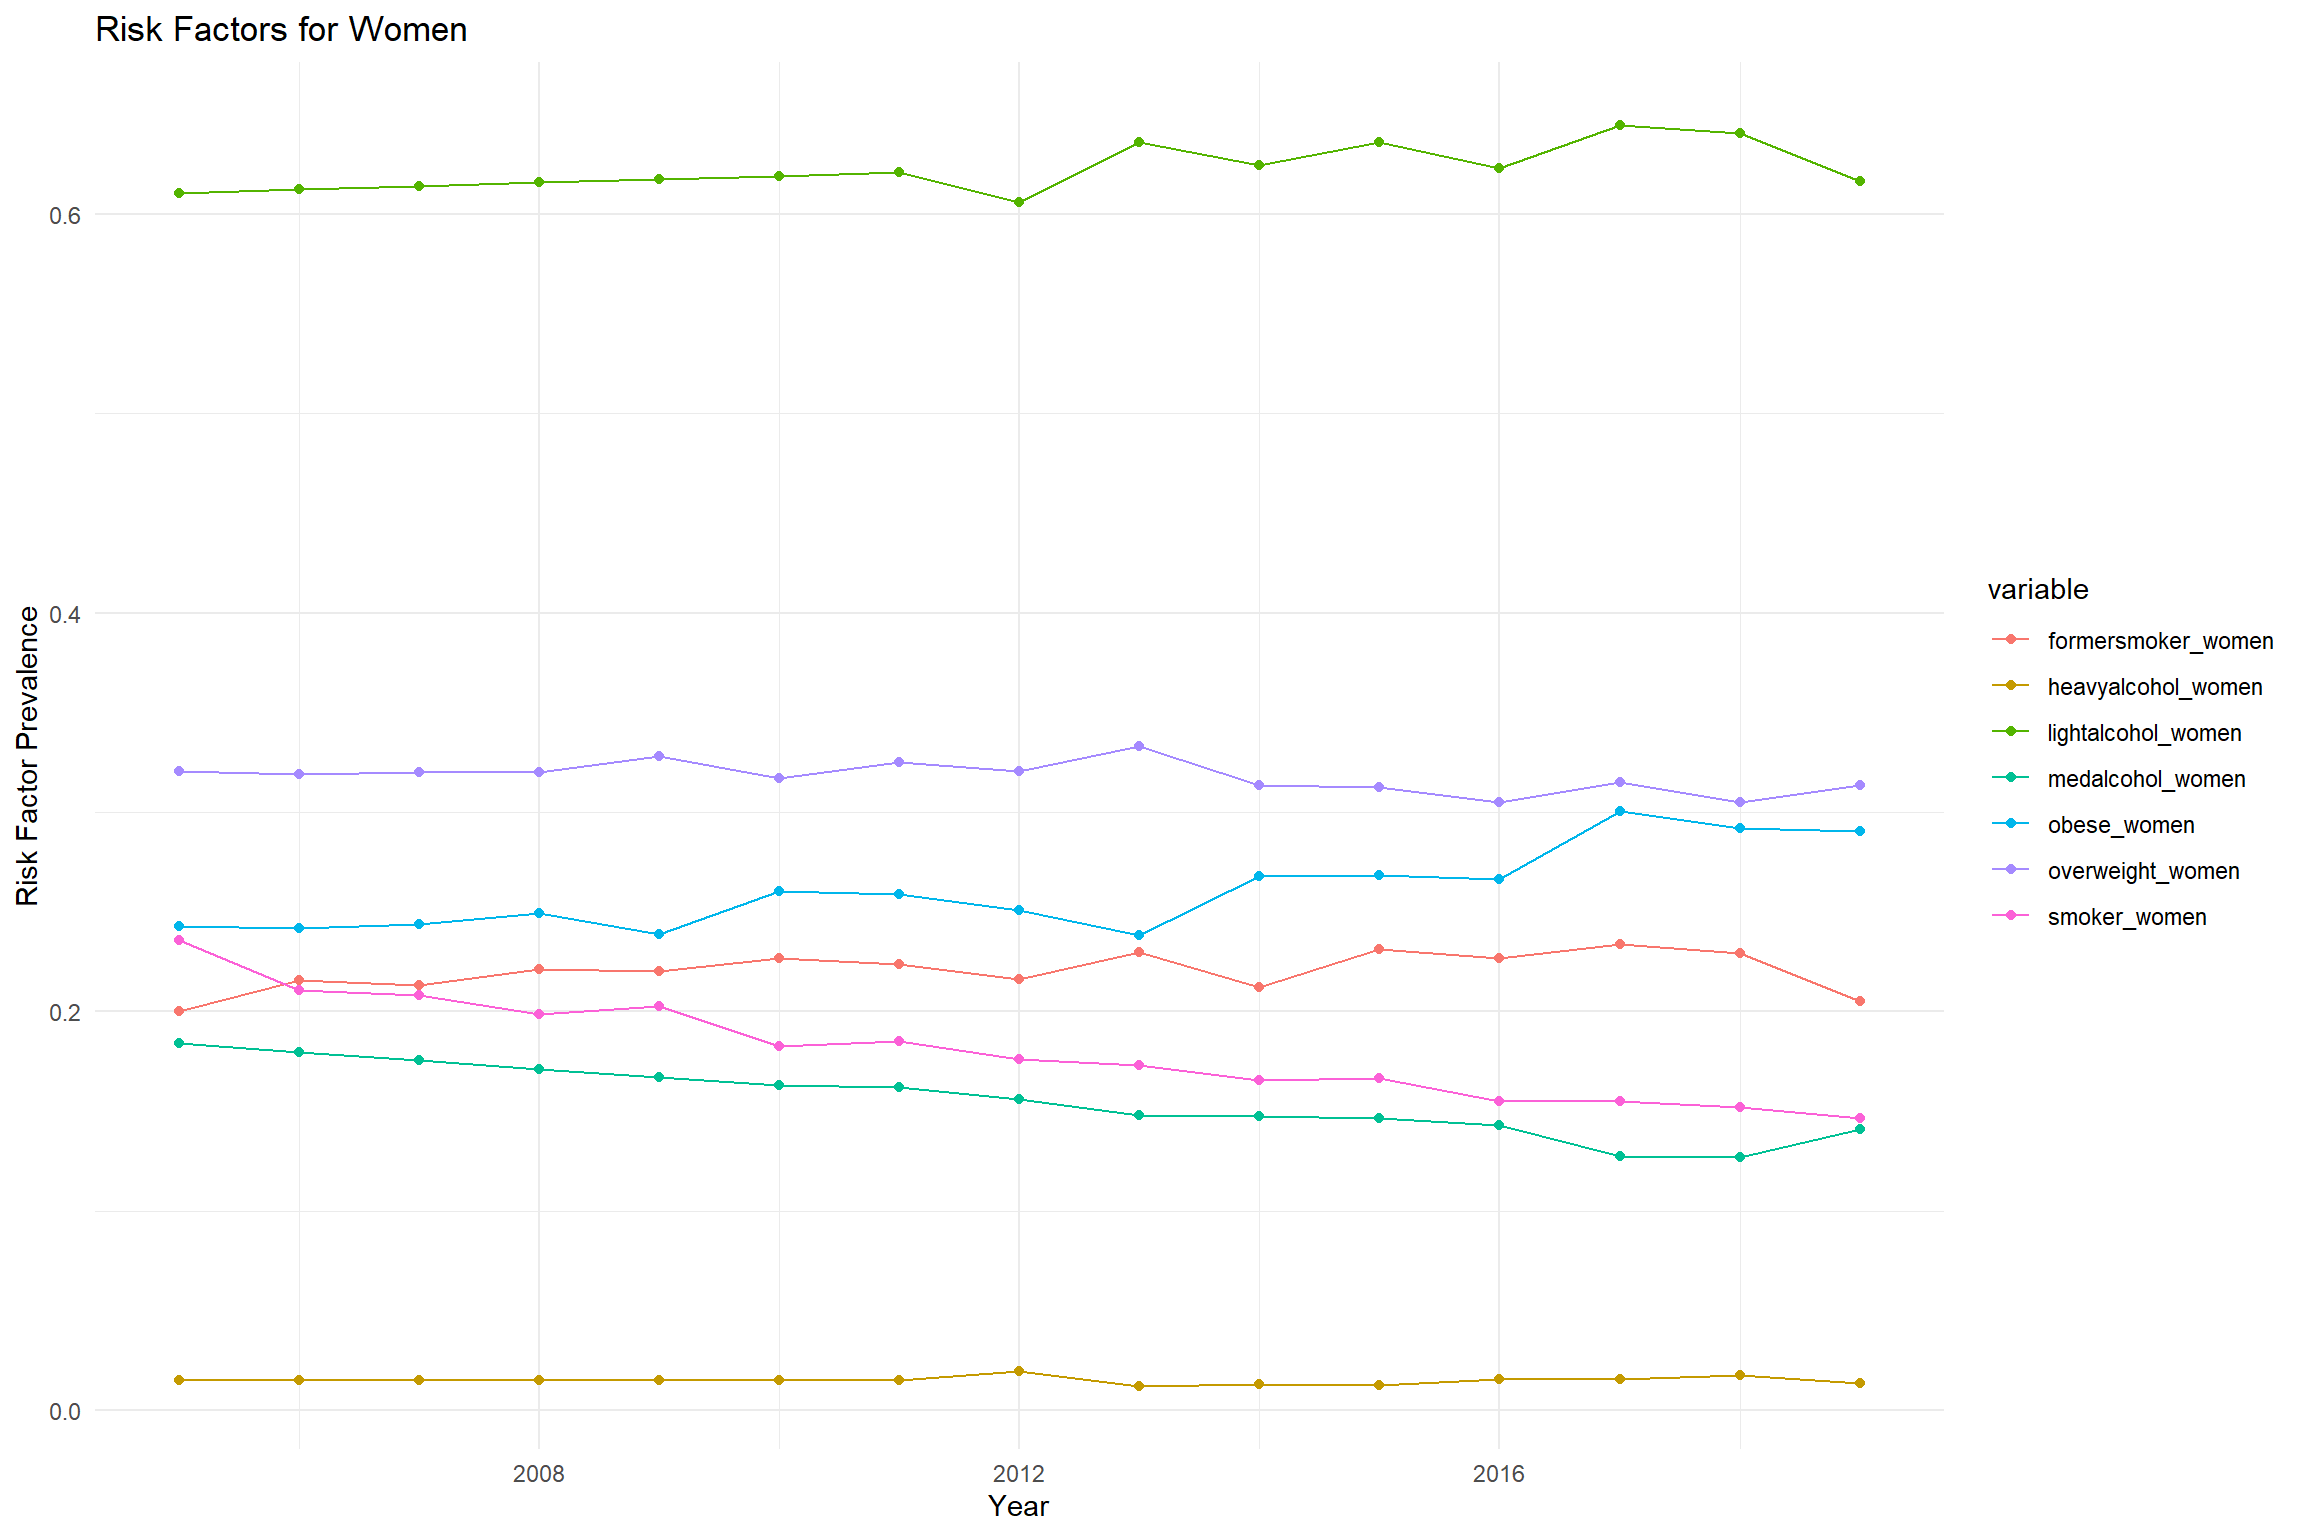 Risk Factors for Women
Risk Factor Prevalence
0.6
0.4
0.2
0.0
2008
2012
2016
Year
variable
formersmoker_women
heavyalcohol_women
lightalcohol_women
medalcohol_women
obese_women
overweight_women
smoker_women